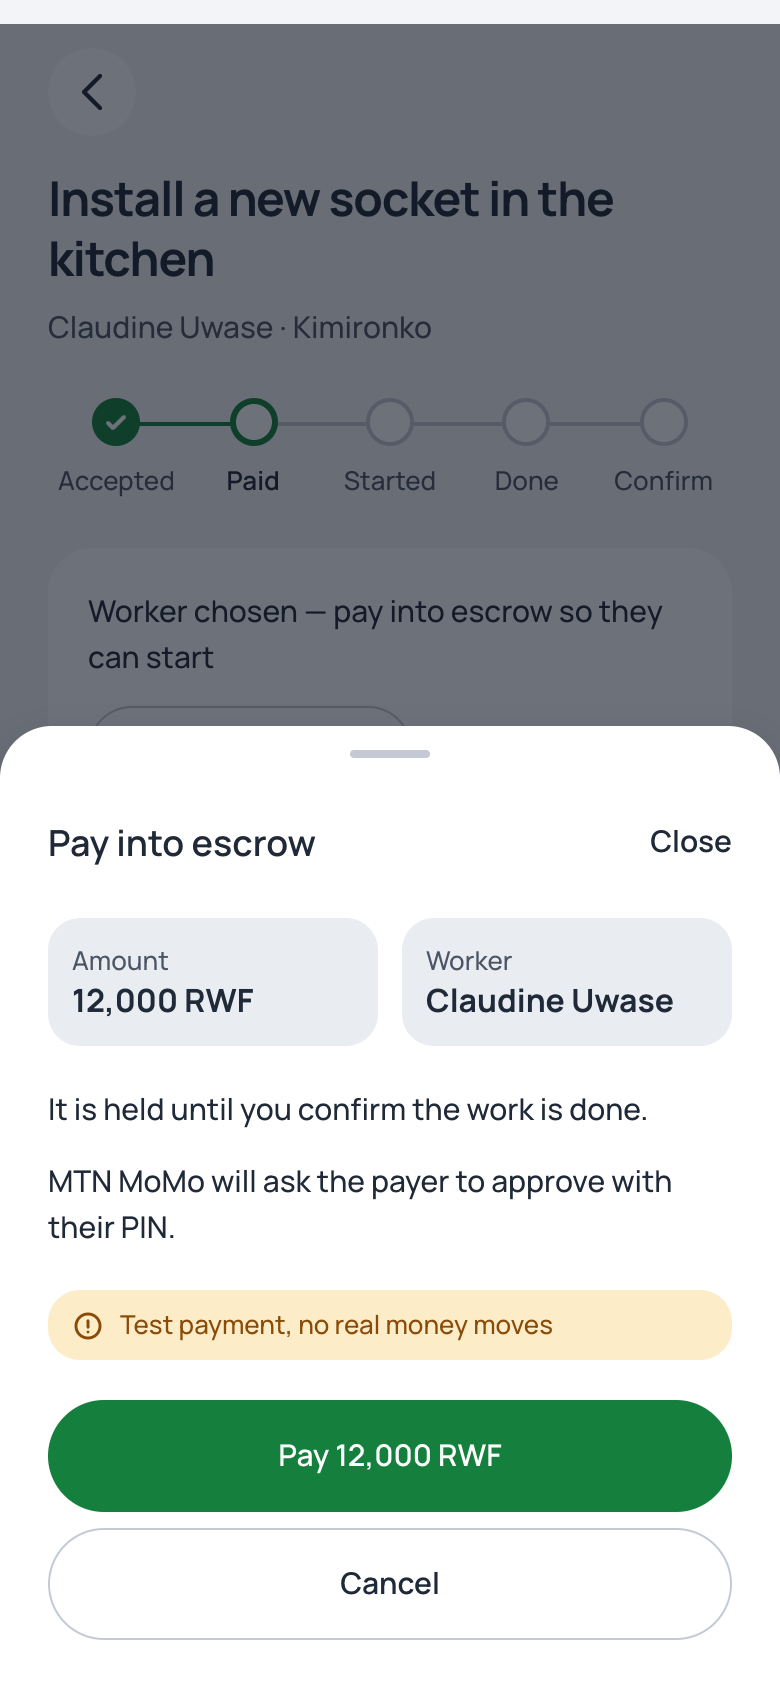 Install a new socket in the
kitchen
Claudine Uwase · Kimironko
Accepted
Paid
Started
Done
Confirm
Worker chosen — pay into escrow so they
can start
Pay into escrow
Close
Amount
12,000 RWF
Worker
Claudine Uwase
It is held until you confirm the work is done.
MTN MoMo will ask the payer to approve with
their PIN.
Test payment, no real money moves
Pay 12,000 RWF
Cancel